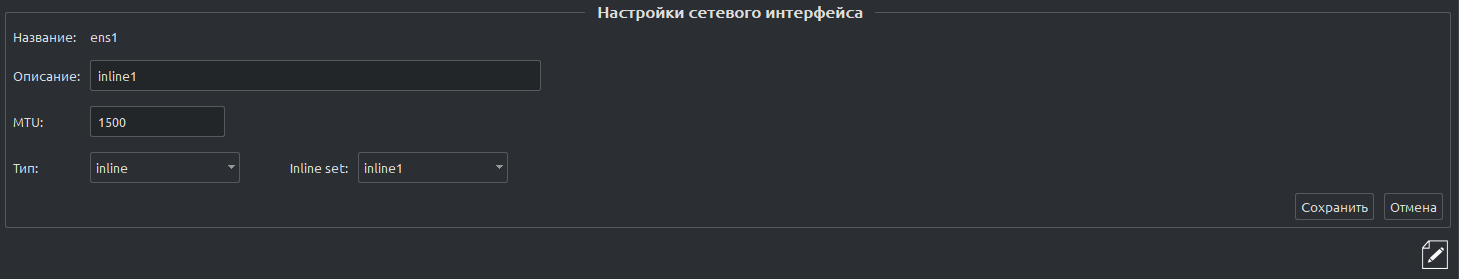 Настройки сетевого интерфейса
Название: ens1
Описание: inline1
MTU: 1500
Тип: inline Inline set: inline1
Сохранить Отмена